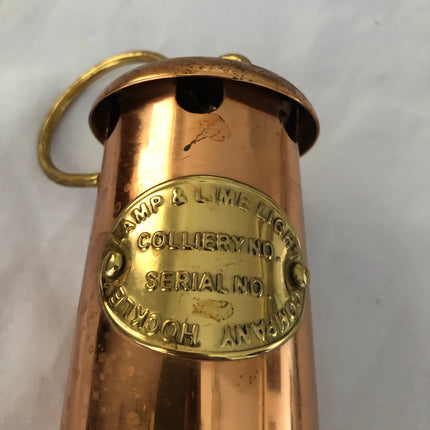 LAMP & LIME LIGHT COMPANY HOCKLEY
COLLIERY NO.
SERIAL NO.